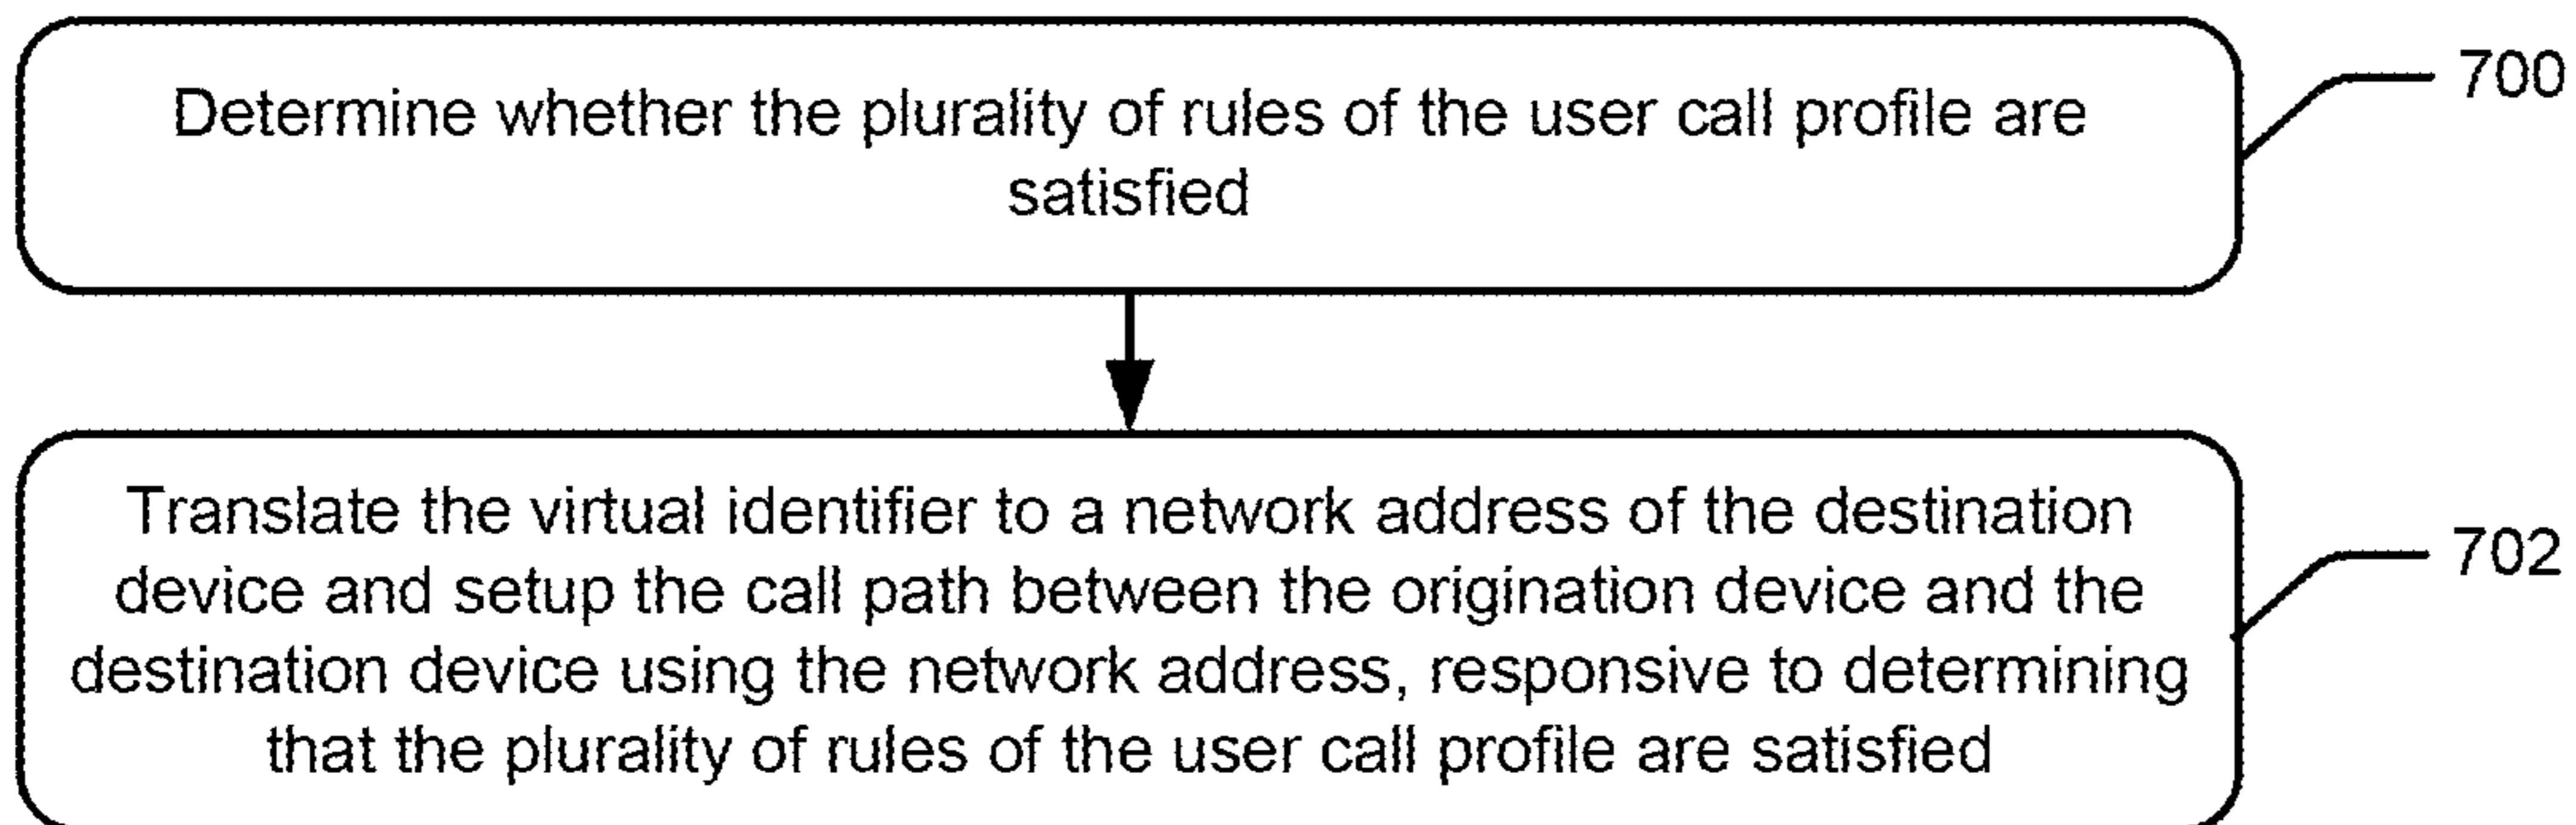 Determine whether the plurality of rules of the user call profile are
satisfied
700
Translate the virtual identifier to a network address of the destination
device and setup the call path between the origination device and the
destination device using the network address, responsive to determining
that the plurality of rules of the user call profile are satisfied
702